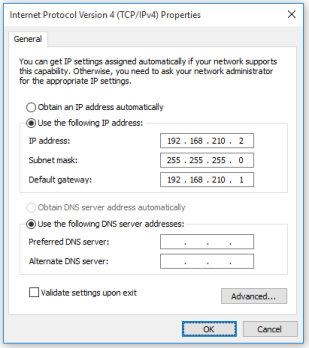 Internet Protocol Version 4 (TCP/IPv4) Properties
General
You can get IP settings assigned automatically if your network supports
this capability. Otherwise, you need to ask your network administrator
for the appropriate IP settings.
Obtain an IP address automatically
Use the following IP address:
IP address: 192 . 168 . 210 . 2
Subnet mask: 255 . 255 . 255 . 0
Default gateway: 192 . 168 . 210 . 1
Obtain DNS server address automatically
Use the following DNS server addresses:
Preferred DNS server: . . .
Alternate DNS server: . . .
Validate settings upon exit
Advanced...
OK Cancel